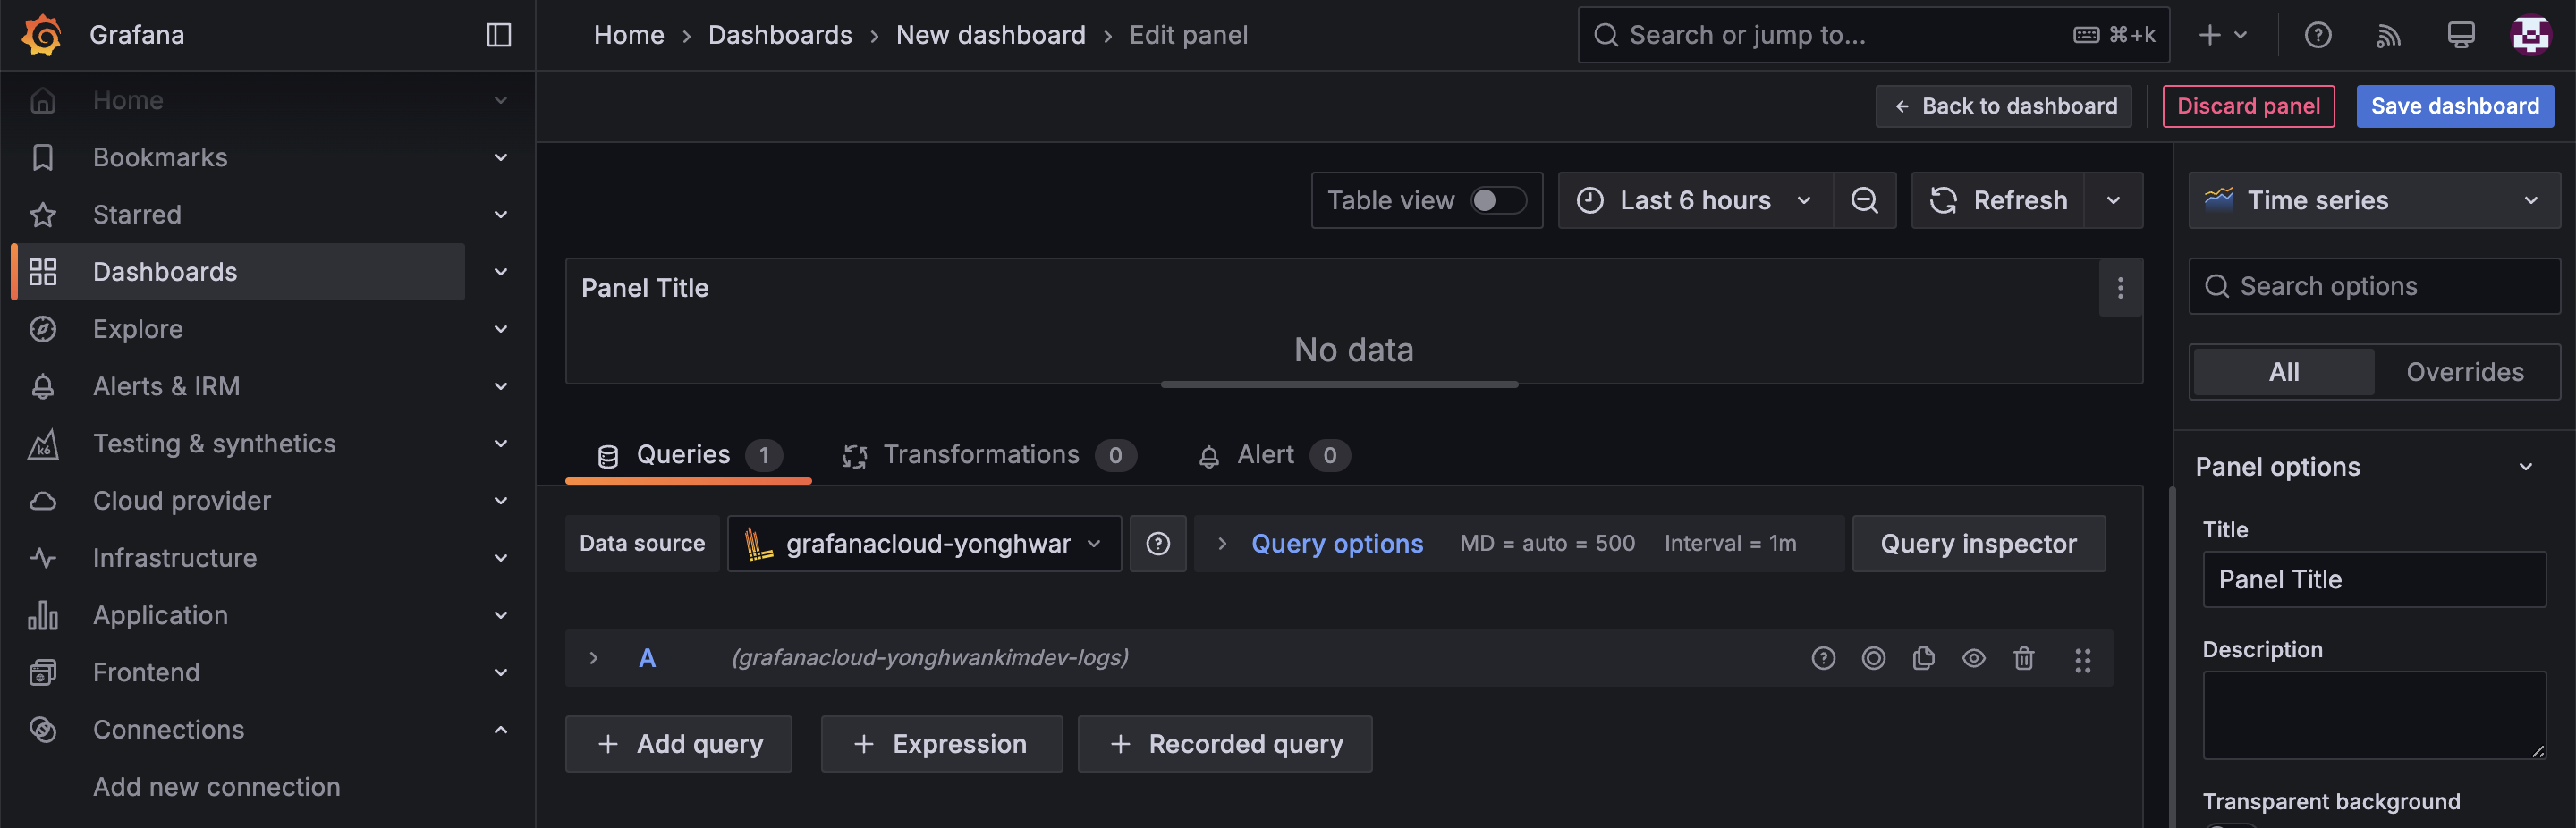 Grafana
Home
Bookmarks
Starred
Dashboards
Explore
Alerts & IRM
Testing & synthetics
Cloud provider
Infrastructure
Application
Frontend
Connections
Add new connection
Home › Dashboards › New dashboard › Edit panel
Search or jump to... ⌘+k
Back to dashboard
Discard panel
Save dashboard
Table view
Last 6 hours
Refresh
Panel Title
No data
Queries 1
Transformations 0
Alert 0
Data source
grafanacloud-yonghwar
Query options MD = auto = 500 Interval = 1m
Query inspector
A (grafanacloud-yonghwankimdev-logs)
+ Add query
+ Expression
+ Recorded query
Time series
Search options
All
Overrides
Panel options
Title
Panel Title
Description
Transparent background